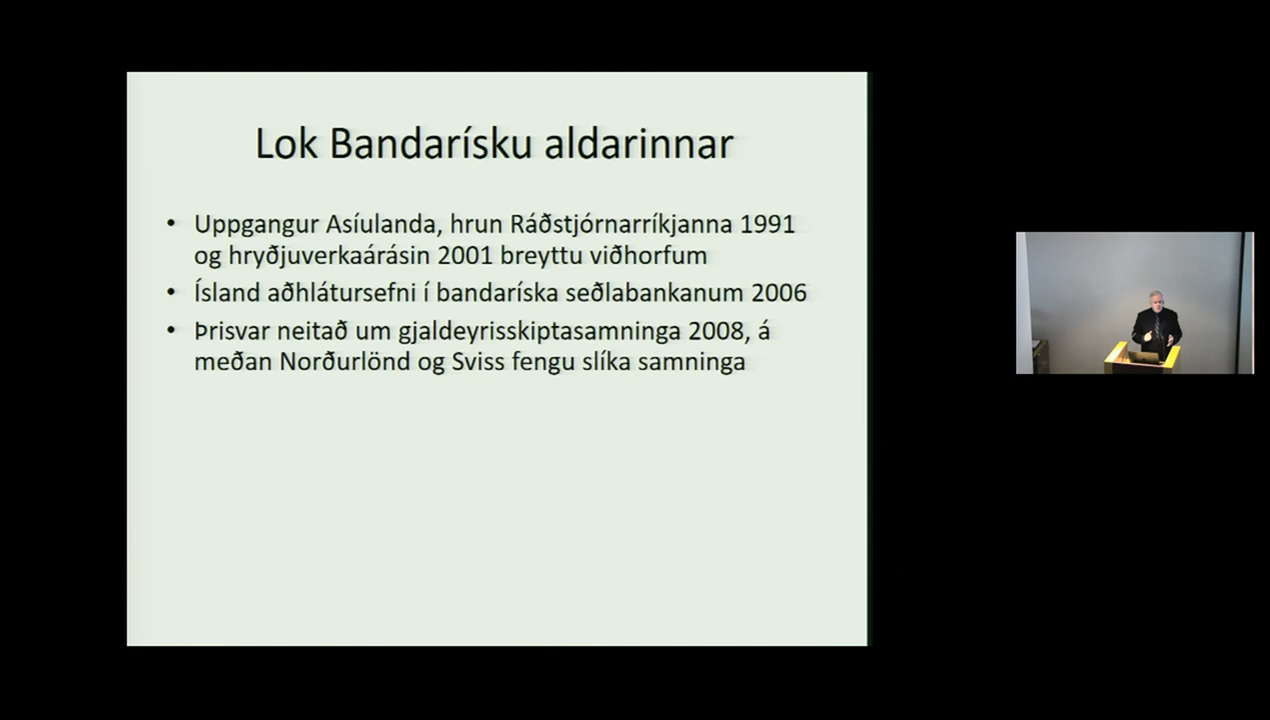 Lok Bandarísku aldarinnar
• Uppgangur Asíulanda, hrun Ráðstjórnarríkjanna 1991
og hryðjuverkaárásin 2001 breyttu viðhorfum
• Ísland aðhlátursefni í bandaríska seðlabankanum 2006
• Þrisvar neitað um gjaldeyrisskiptasamninga 2008, á
meðan Norðurlönd og Sviss fengu slíka samninga